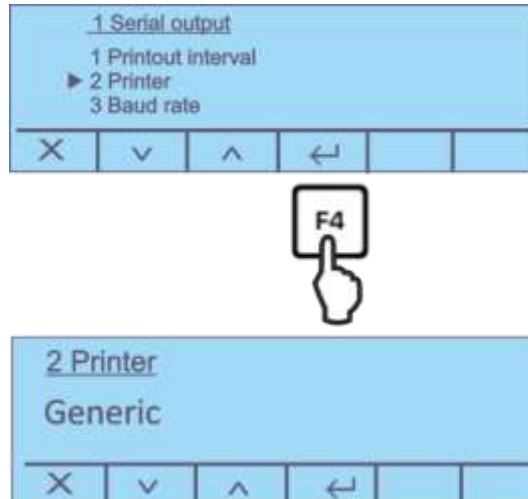 1 Serial output
1 Printout interval
2 Printer
3 Baud rate
F4
2 Printer
Generic